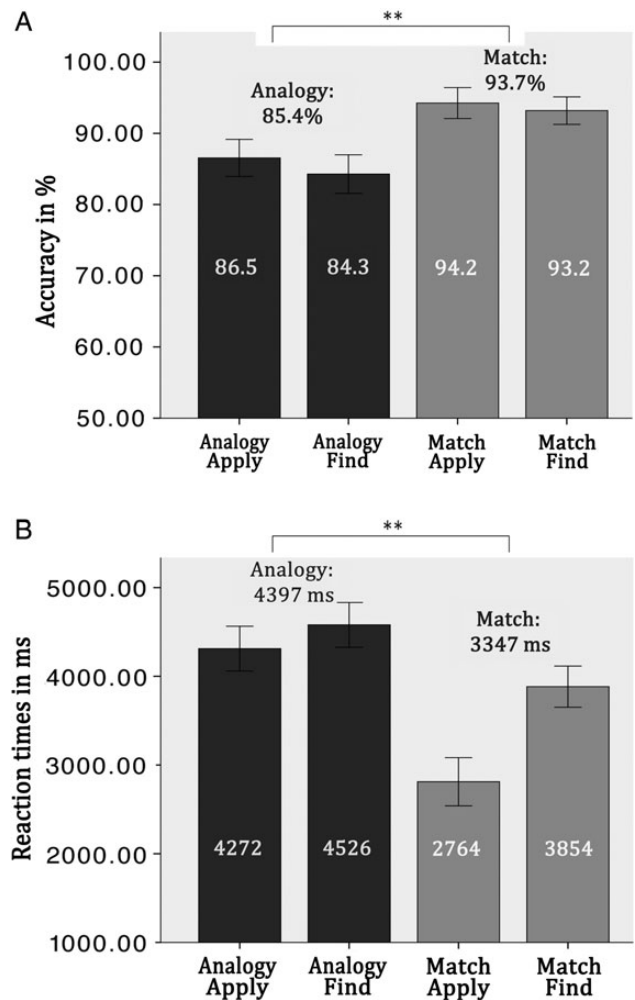 A
**
100.00
90.00
80.00
70.00
60.00
50.00
Accuracy in %
Analogy:
85.4%
Match:
93.7%
86.5
84.3
94.2
93.2
Analogy
Apply
Analogy
Find
Match
Apply
Match
Find
B
**
5000.00
4000.00
3000.00
2000.00
1000.00
Reaction times in ms
Analogy:
4397 ms
Match:
3347 ms
4272
4526
2764
3854
Analogy
Apply
Analogy
Find
Match
Apply
Match
Find